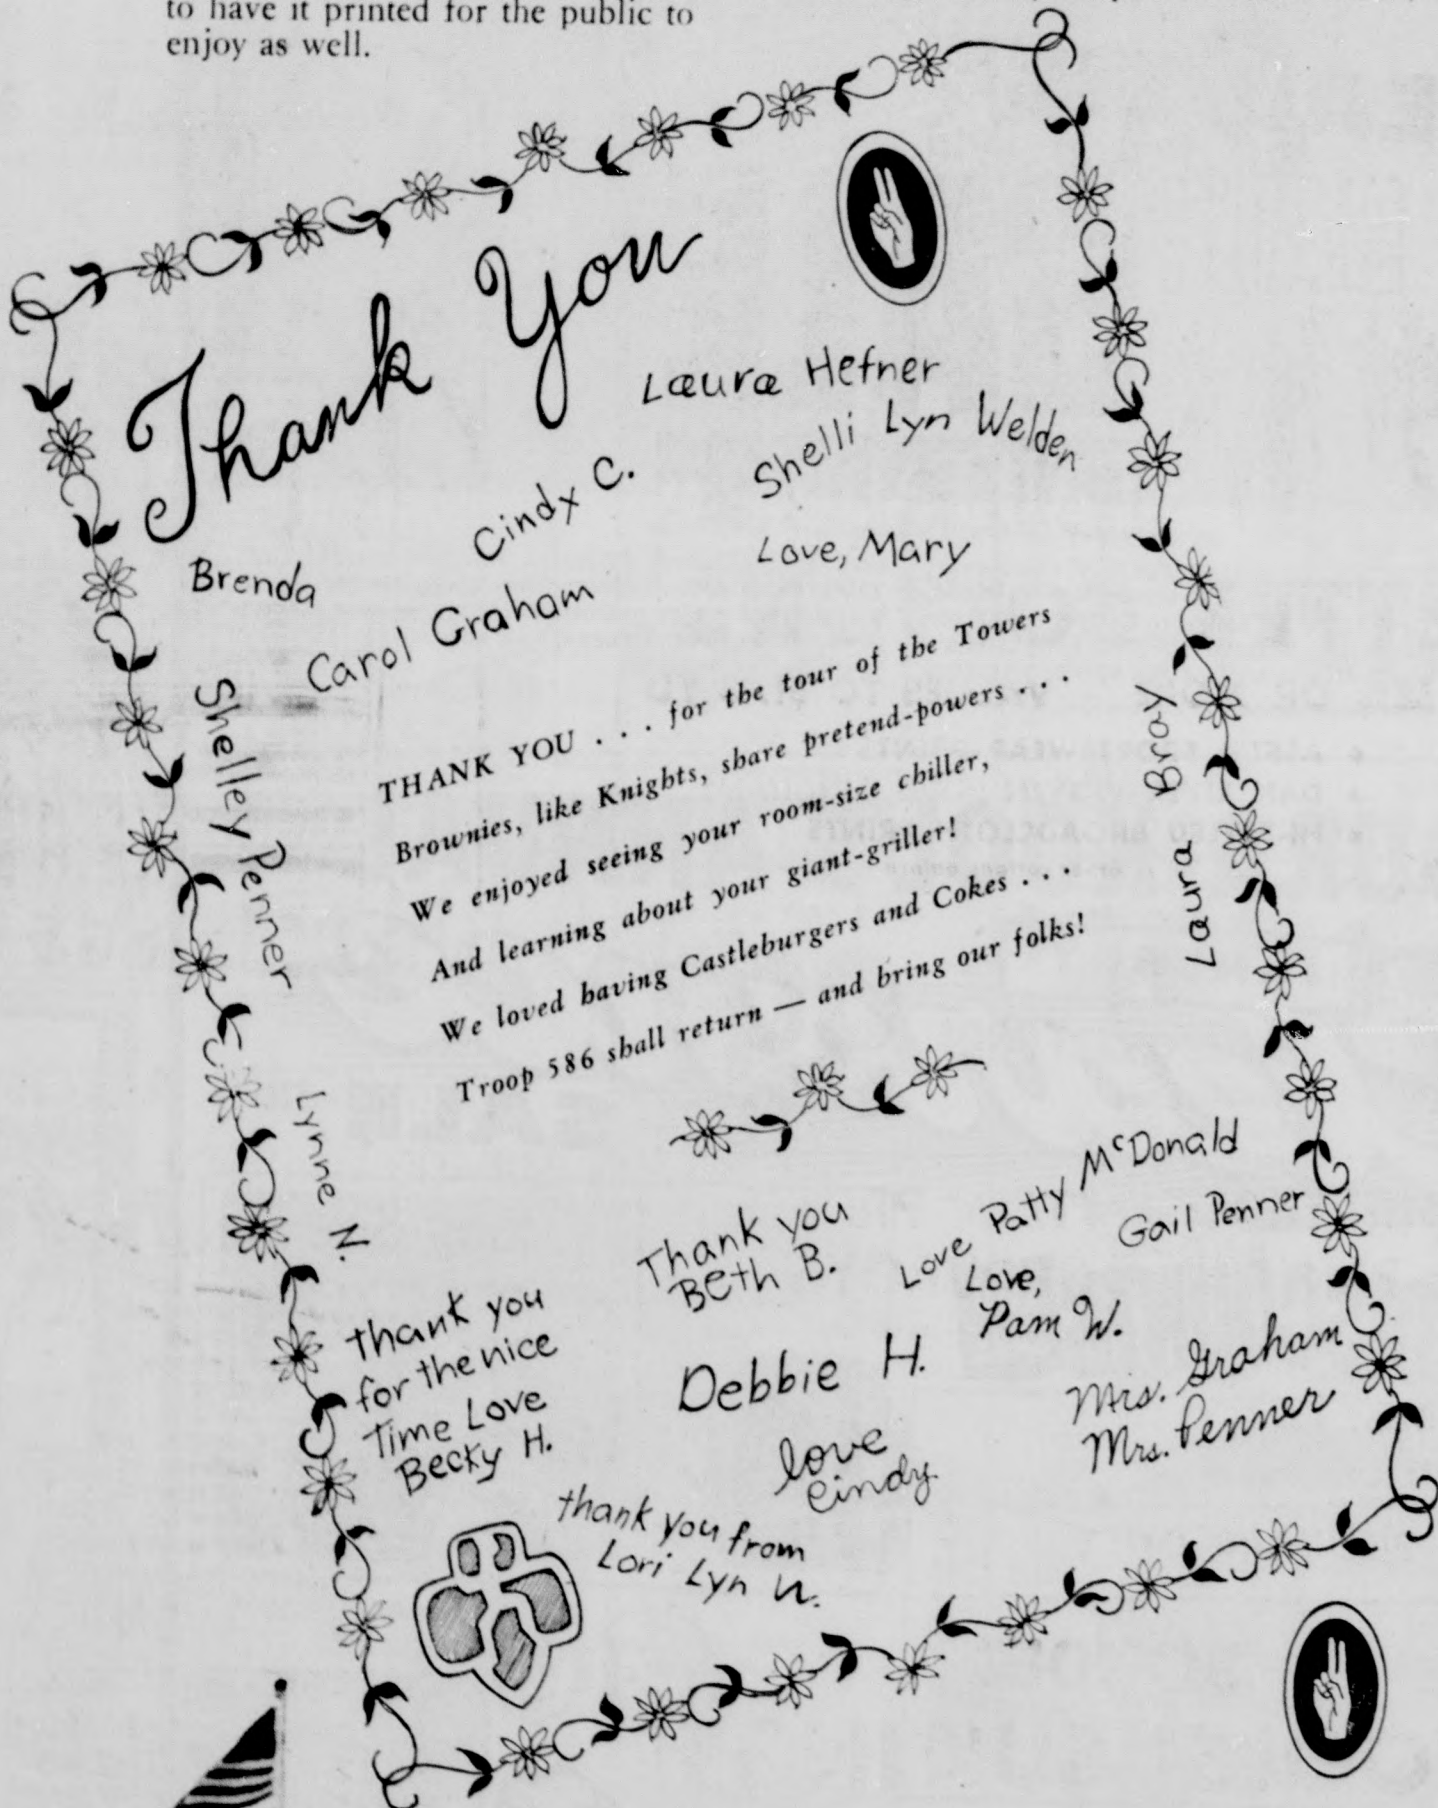 to have it printed for the public to
enjoy as well.
Thank You
Laura Hefner
Shelli Lyn Welden
Cindy C.
Love, Mary
Brenda
Carol Graham
Shelley Penner
THANK YOU . . . for the tour of the Towers
Brownies, like Knights, share pretend-powers . . .
We enjoyed seeing your room-size chiller,
And learning about your giant-griller!
We loved having Castleburgers and Cokes . . .
Troop 586 shall return — and bring our folks!
Laura Bray
Lynne N.
Thank you
Beth B.
Love Patty McDonald
Gail Penner
Love,
Pam W.
thank you
for the nice
Time Love
Becky H.
Debbie H.
Mrs. Graham
Mrs. Penner
love
Cindy
thank you from
Lori Lyn W.